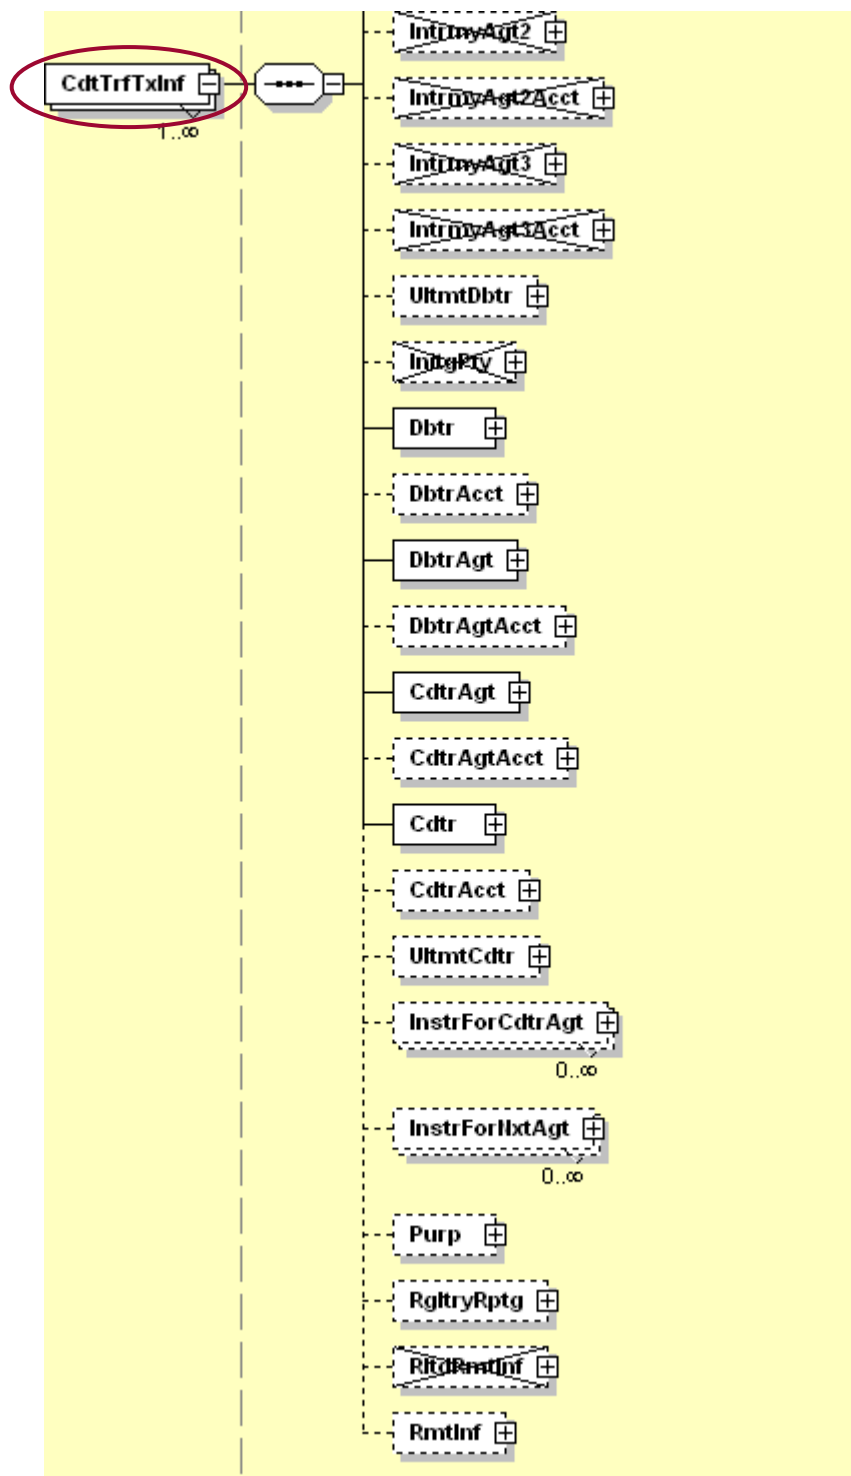 IntrmyAgt2
CdtTrfTxInf
IntrmyAgt2Acct
1..∞
IntrmyAgt3
IntrmyAgt3Acct
UltmtDbtr
InitgPty
Dbtr
DbtrAcct
DbtrAgt
DbtrAgtAcct
CdtrAgt
CdtrAgtAcct
Cdtr
CdtrAcct
UltmtCdtr
InstrForCdtrAgt
0..∞
InstrForNxtAgt
0..∞
Purp
RgltryRptg
RltdRmtInf
RmtInf